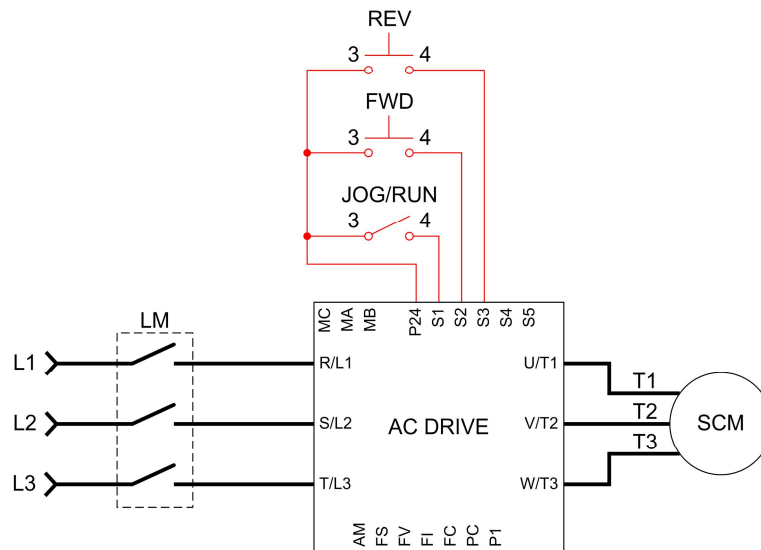 REV
3 4
FWD
3 4
JOG/RUN
3 4
MC MA MB P24 S1 S2 S3 S4 S5
LM
L1 R/L1 U/T1 T1
L2 S/L2 AC DRIVE V/T2 T2 SCM
L3 T/L3 W/T3 T3
AM FS FV FI FC PC P1